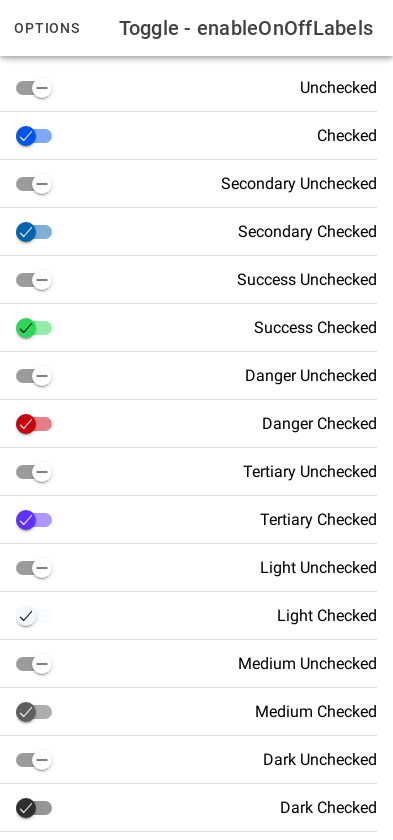 OPTIONS
Toggle - enableOnOffLabels
Unchecked
Checked
Secondary Unchecked
Secondary Checked
Success Unchecked
Success Checked
Danger Unchecked
Danger Checked
Tertiary Unchecked
Tertiary Checked
Light Unchecked
Light Checked
Medium Unchecked
Medium Checked
Dark Unchecked
Dark Checked